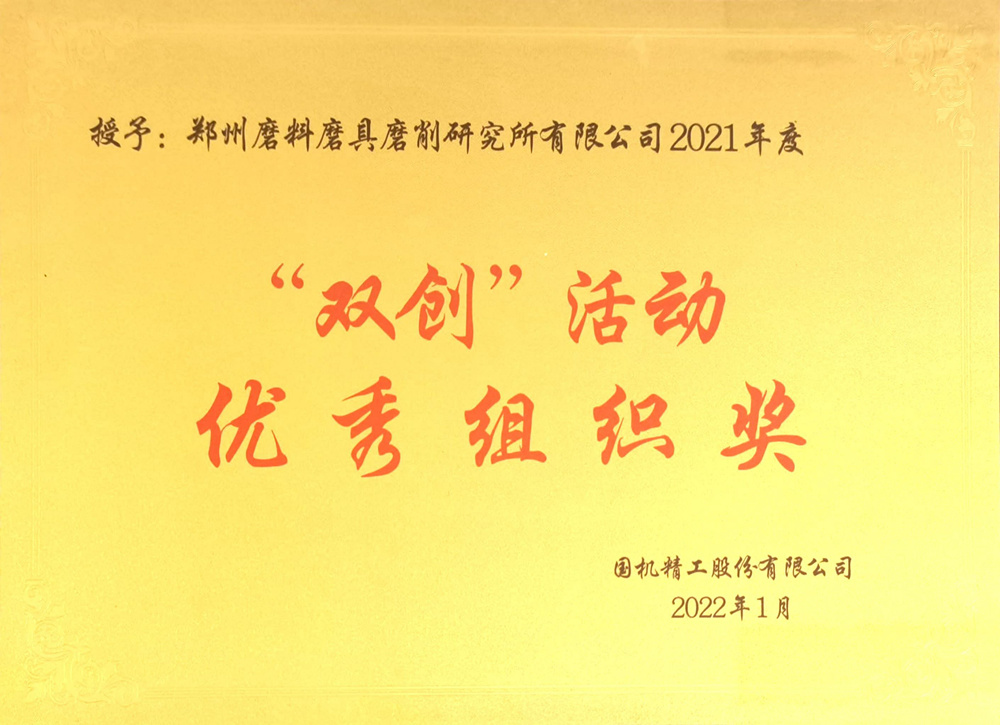 授予：郑州磨料磨具磨削研究所有限公司2021年度
“双创”活动
优秀组织奖
国机精工股份有限公司
2022年1月